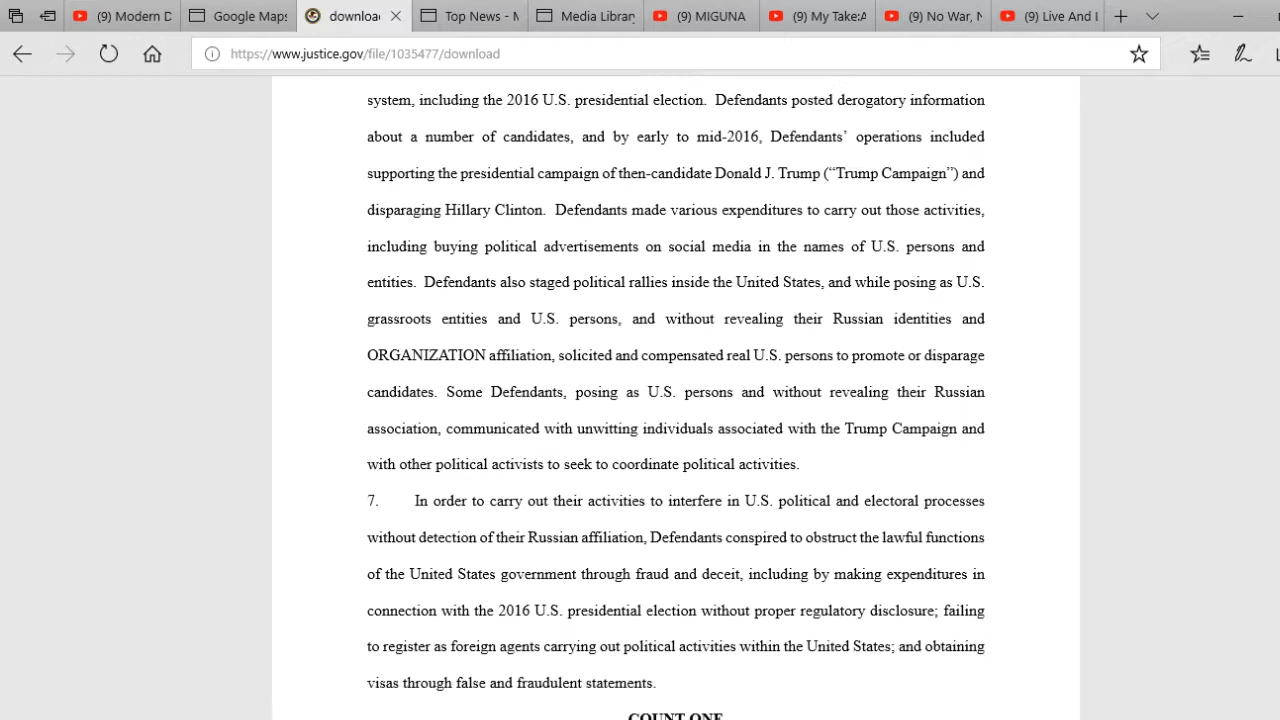 (9) Modern D
Google Maps
download
Top News - M
Media Library
(9) MIGUNA
(9) My Take:A
(9) No War, N
(9) Live And L
https://www.justice.gov/file/1035477/download
system, including the 2016 U.S. presidential election. Defendants posted derogatory information
about a number of candidates, and by early to mid-2016, Defendants’ operations included
supporting the presidential campaign of then-candidate Donald J. Trump (“Trump Campaign”) and
disparaging Hillary Clinton. Defendants made various expenditures to carry out those activities,
including buying political advertisements on social media in the names of U.S. persons and
entities. Defendants also staged political rallies inside the United States, and while posing as U.S.
grassroots entities and U.S. persons, and without revealing their Russian identities and
ORGANIZATION affiliation, solicited and compensated real U.S. persons to promote or disparage
candidates. Some Defendants, posing as U.S. persons and without revealing their Russian
association, communicated with unwitting individuals associated with the Trump Campaign and
with other political activists to seek to coordinate political activities.
7. In order to carry out their activities to interfere in U.S. political and electoral processes
without detection of their Russian affiliation, Defendants conspired to obstruct the lawful functions
of the United States government through fraud and deceit, including by making expenditures in
connection with the 2016 U.S. presidential election without proper regulatory disclosure; failing
to register as foreign agents carrying out political activities within the United States; and obtaining
visas through false and fraudulent statements.
COUNT ONE